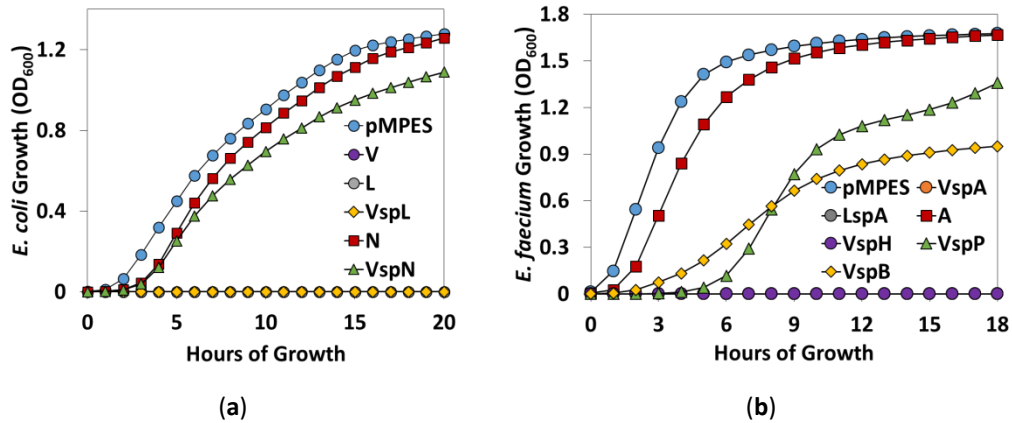 E. coli Growth (OD600)
1.2
0.8
0.4
0
0 5 10 15 20
Hours of Growth
pMPES
V
L
VspL
N
VspN
(a)
E. faecium Growth (OD600)
1.8
1.5
1.2
0.9
0.6
0.3
0.0
0 3 6 9 12 15 18
Hours of Growth
pMPES VspA
LspA A
VspH VspP
VspB
(b)